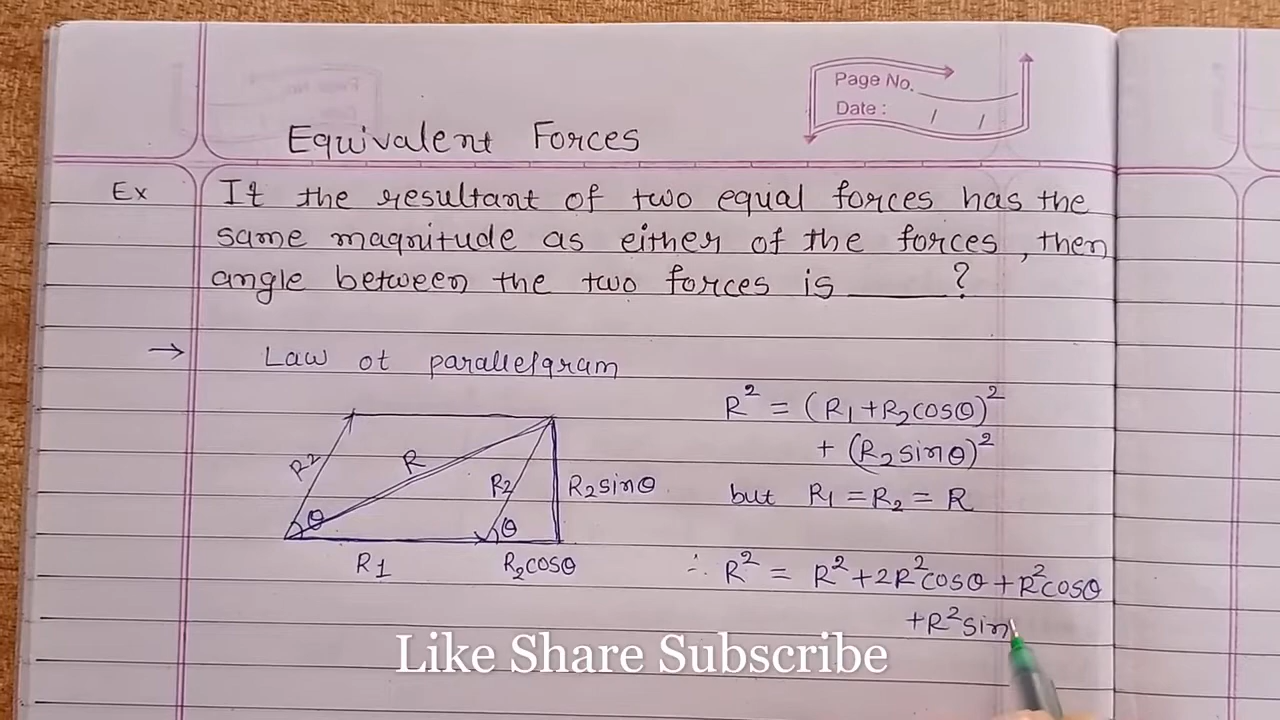 Page No.
Date : / /
Equivalent Forces
Ex If the resultant of two equal forces has the
same magnitude as either of the forces, then
angle between the two forces is ____ ?
→ Law of parallelgram
R² = (R₁ + R₂cosθ)²
+ (R₂sinθ)²
but R₁ = R₂ = R
∴ R² = R² + 2R²cosθ + R²cosθ
+R²sin
R2
R
R2
R₂sinθ
θ
θ
R1
R₂cosθ
Like Share Subscribe